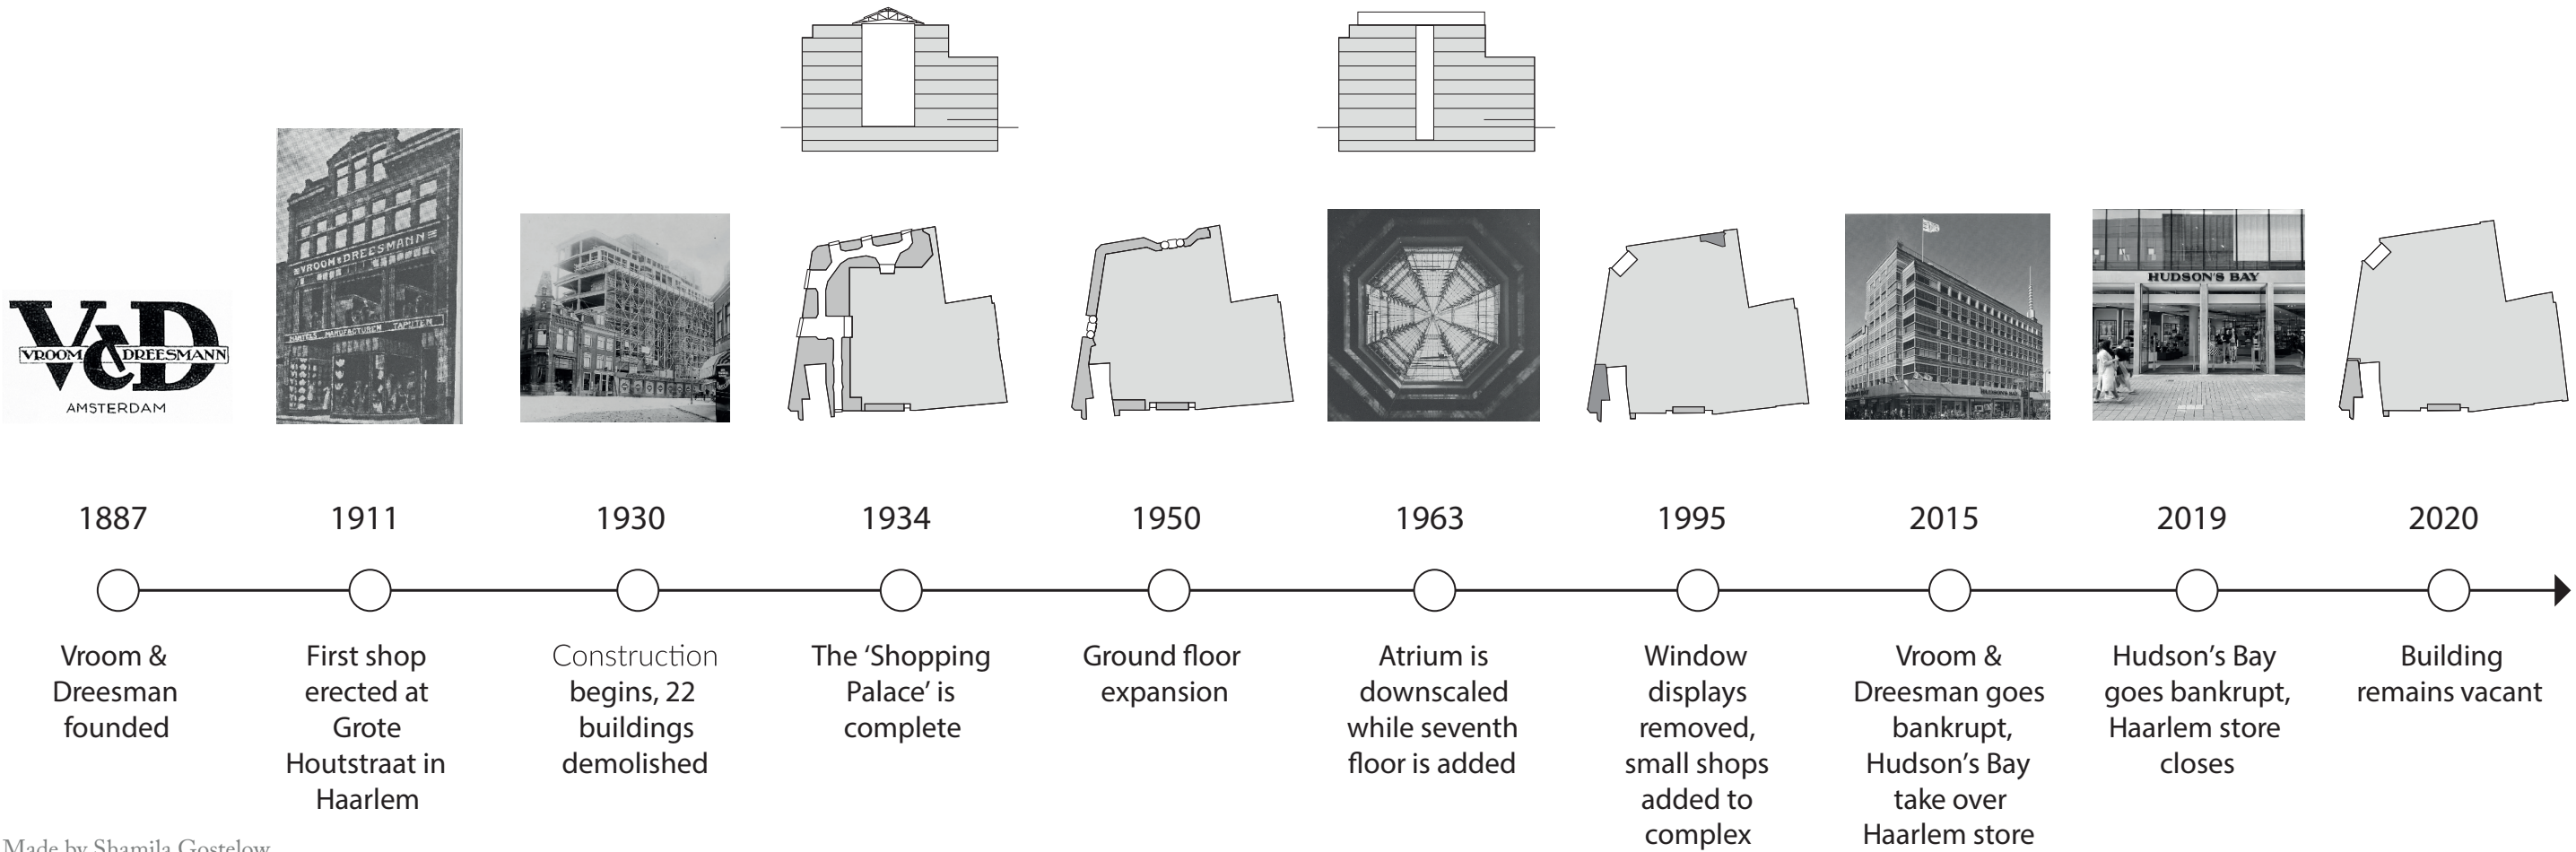 V&D
VROOM & DREESMANN
AMSTERDAM
VROOM & DREESMANN
MANTELS MANUFACTUREN TAPIJTEN
HUDSON'S BAY
1887
1911
1930
1934
1950
1963
1995
2015
2019
2020
Vroom &
Dreesman
founded
First shop
erected at
Grote
Houtstraat in
Haarlem
Construction
begins, 22
buildings
demolished
The ‘Shopping
Palace’ is
complete
Ground floor
expansion
Atrium is
downscaled
while seventh
floor is added
Window
displays
removed,
small shops
added to
complex
Vroom &
Dreesman goes
bankrupt,
Hudson’s Bay
take over
Haarlem store
Hudson’s Bay
goes bankrupt,
Haarlem store
closes
Building
remains vacant
Made by Shamila Gostelow